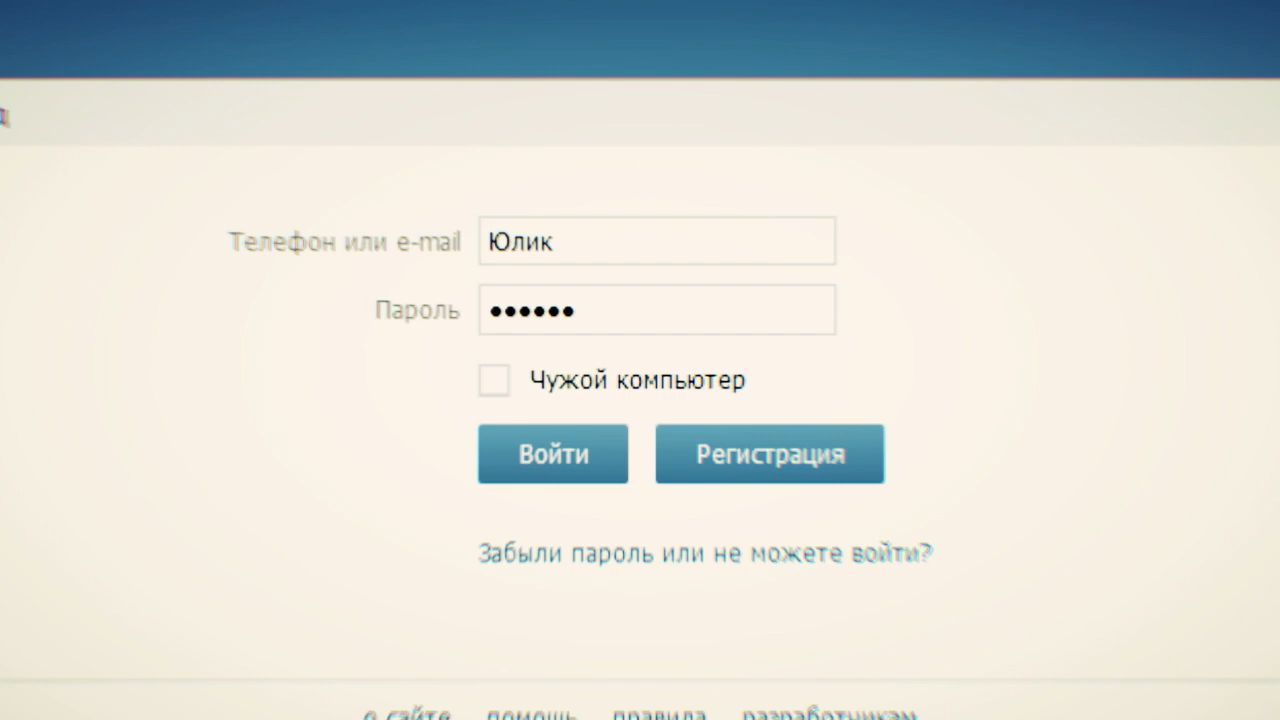 Телефон или e-mail Юлик
Пароль ••••••
Чужой компьютер
Войти Регистрация
Забыли пароль или не можете войти?
о сайте помощь правила разработчикам